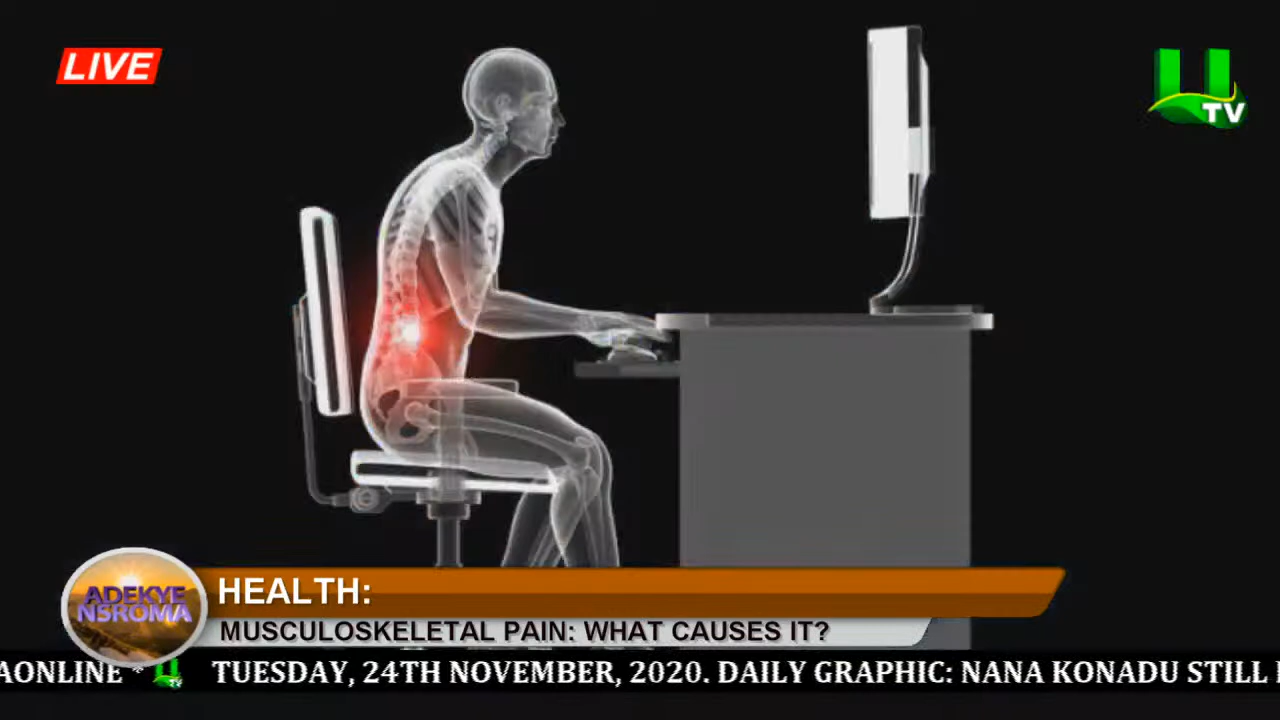 LIVE
U
TV
HEALTH:
ADEKYE
NSROMA
MUSCULOSKELETAL PAIN: WHAT CAUSES IT?
AONLINE * U TV TUESDAY, 24TH NOVEMBER, 2020. DAILY GRAPHIC: NANA KONADU STILL